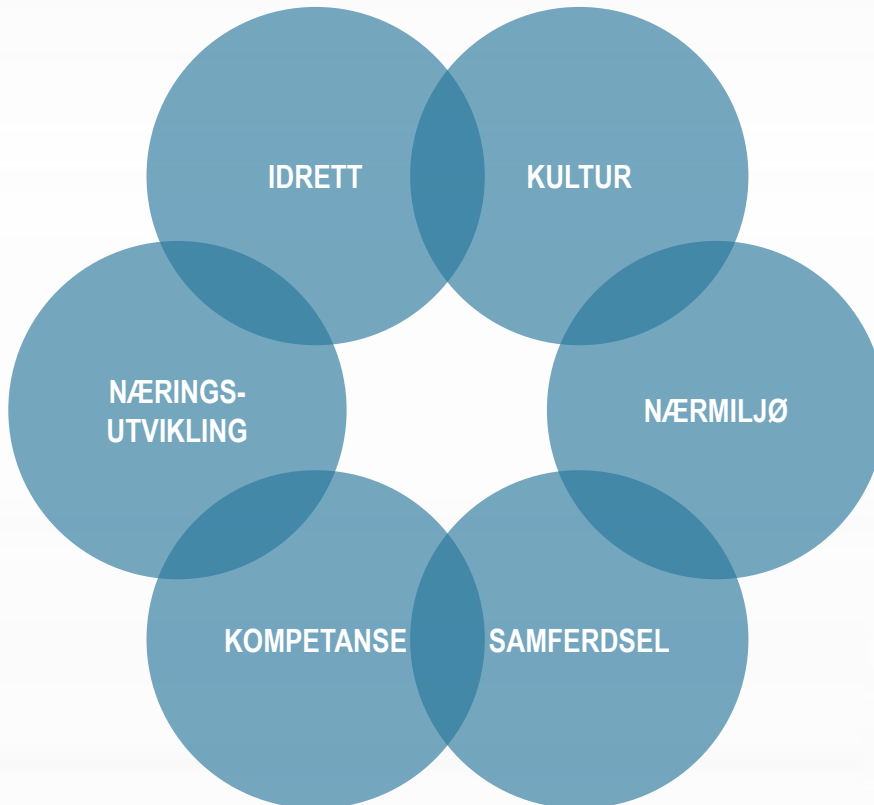 IDRETT
KULTUR
NÆRINGS-
UTVIKLING
NÆRMILJØ
KOMPETANSE
SAMFERDSEL